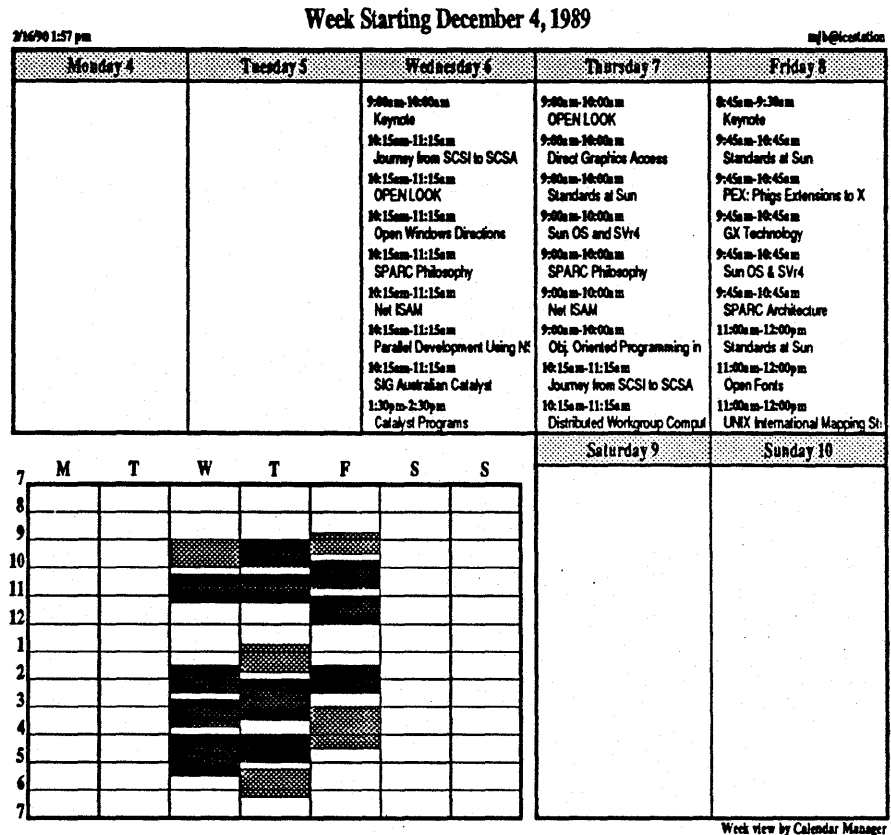 Week Starting December 4, 1989
2/16/90 1:57 pm
mjb@icestation
Monday 4
Tuesday 5
Wednesday 6
9:00am-10:00am
Keynote
10:15am-11:15am
Journey from SCSI to SCSA
10:15am-11:15am
OPEN LOOK
10:15am-11:15am
Open Windows Directions
10:15am-11:15am
SPARC Philosophy
10:15am-11:15am
Net ISAM
10:15am-11:15am
Parallel Development Using NS
10:15am-11:15am
SIG Australian Catalyst
1:30pm-2:30pm
Catalyst Programs
Thursday 7
9:00am-10:00am
OPEN LOOK
9:00am-10:00am
Direct Graphics Access
9:00am-10:00am
Standards at Sun
9:00am-10:00am
Sun OS and SVr4
9:00am-10:00am
SPARC Philosophy
9:00am-10:00am
Net ISAM
9:00am-10:00am
Obj. Oriented Programming in
10:15am-11:15am
Journey from SCSI to SCSA
10:15am-11:15am
Distributed Workgroup Comput
Friday 8
8:45am-9:30am
Keynote
9:45am-10:45am
Standards at Sun
9:45am-10:45am
PEX: Phigs Extensions to X
9:45am-10:45am
GX Technology
9:45am-10:45am
Sun OS & SVr4
9:45am-10:45am
SPARC Architecture
11:00am-12:00pm
Standards at Sun
11:00am-12:00pm
Open Fonts
11:00am-12:00pm
UNIX International Mapping St
Saturday 9
Sunday 10
M T W T F S S
7
8
9
10
11
12
1
2
3
4
5
6
7
Week view by Calendar Manager